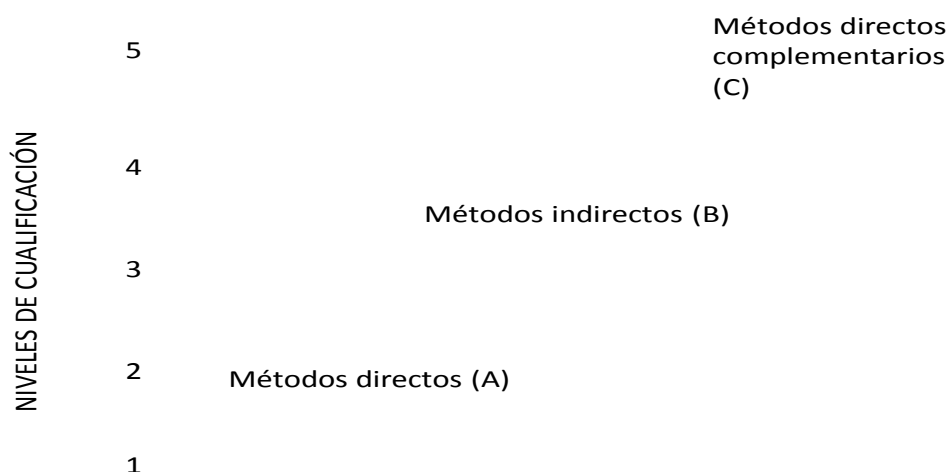 Métodos directos
complementarios
(C)
5
4
Métodos indirectos (B)
3
2
Métodos directos (A)
1
NIVELES DE CUALIFICACIÓN